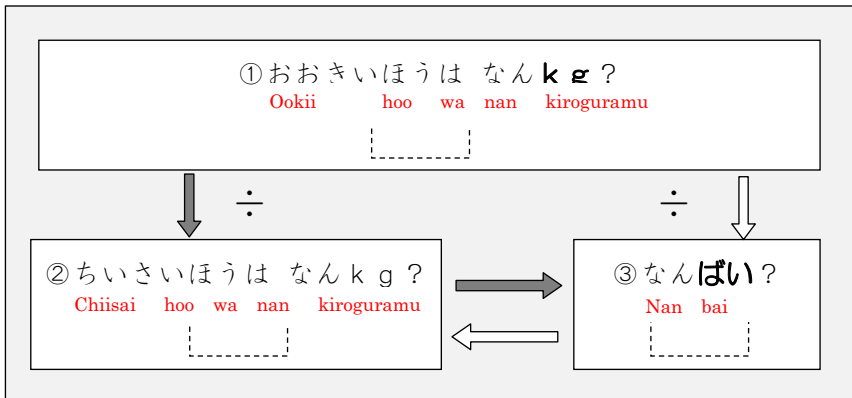 ①おおきいほうは なんｋｇ？
Ookii hoo wa nan kiroguramu
÷ ÷
②ちいさいほうは なんｋｇ？
Chiisai hoo wa nan kiroguramu
③なんばい？
Nan bai